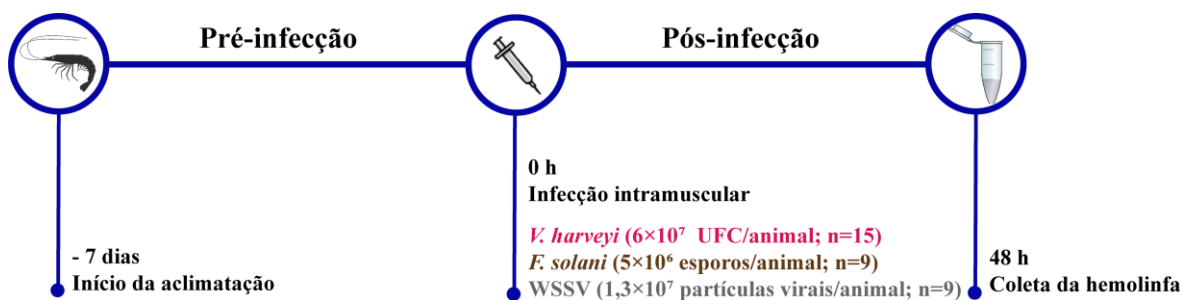 Pré-infecção
Pós-infecção
0 h
Infecção intramuscular
V. harveyi (6×10⁷ UFC/animal; n=15)
F. solani (5×10⁶ esporos/animal; n=9)
WSSV (1,3×10⁷ partículas virais/animal; n=9)
- 7 dias
Início da aclimatação
48 h
Coleta da hemolinfa